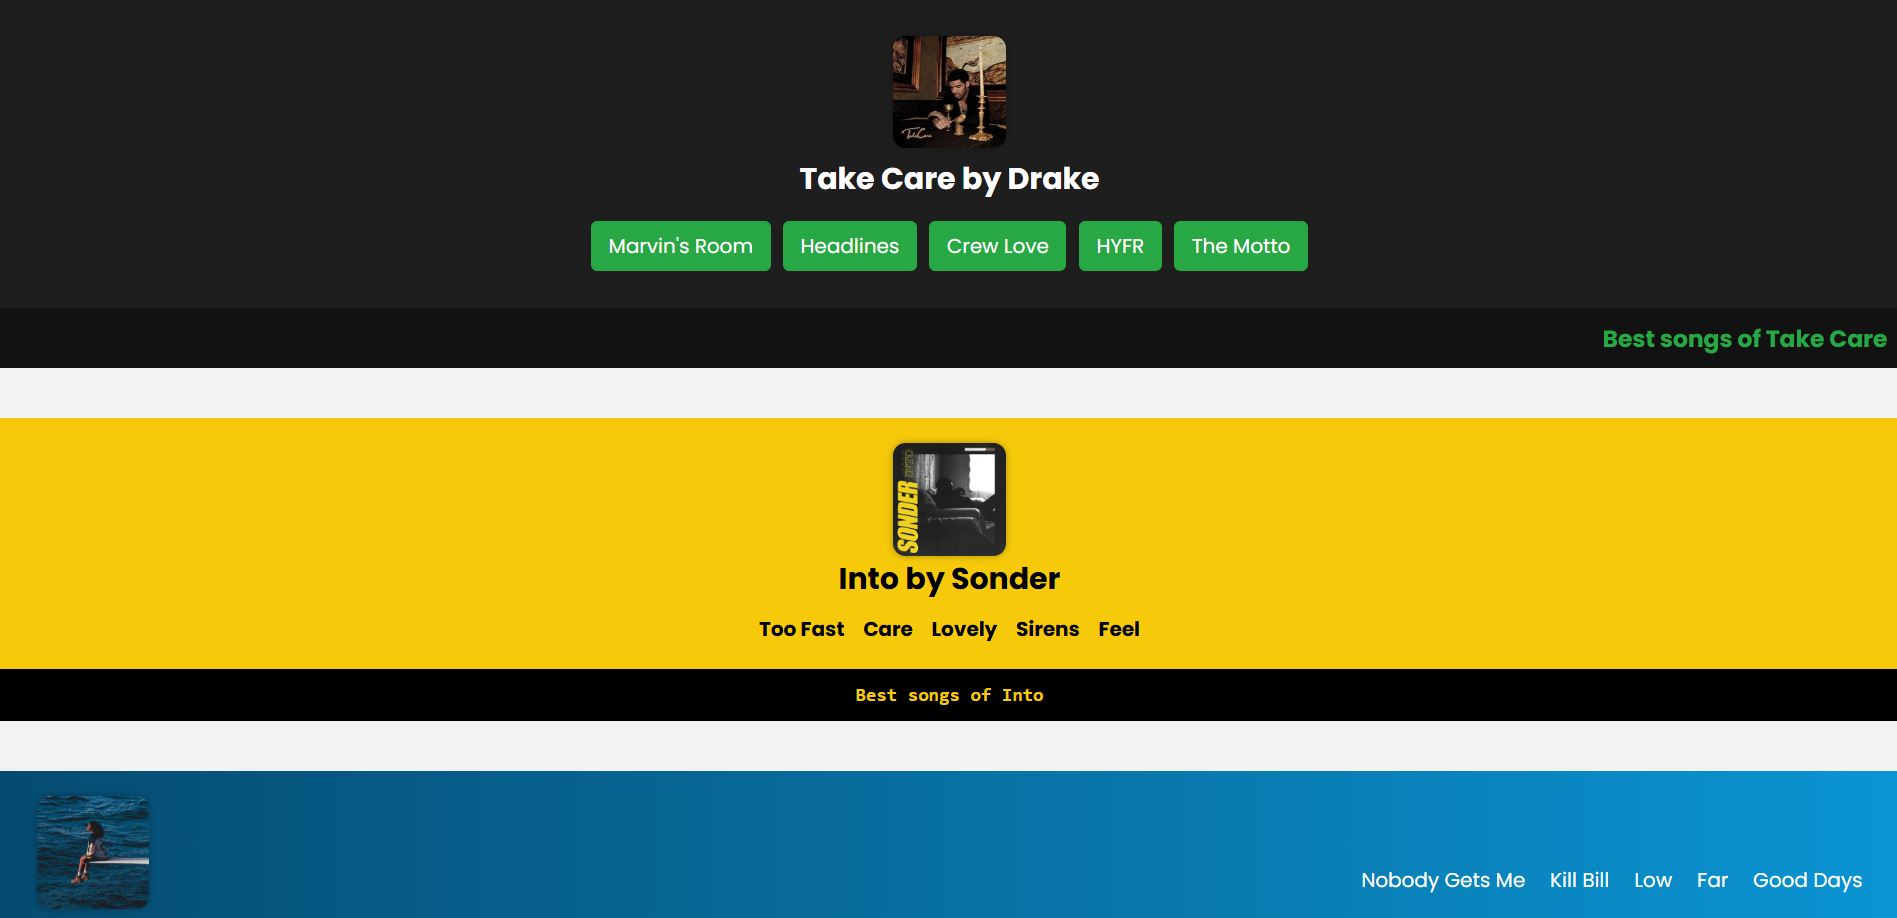 Take Care
Take Care by Drake
Marvin's Room Headlines Crew Love HYFR The Motto
Best songs of Take Care
SONDER INTO
Into by Sonder
Too Fast Care Lovely Sirens Feel
Best songs of Into
Nobody Gets Me Kill Bill Low Far Good Days